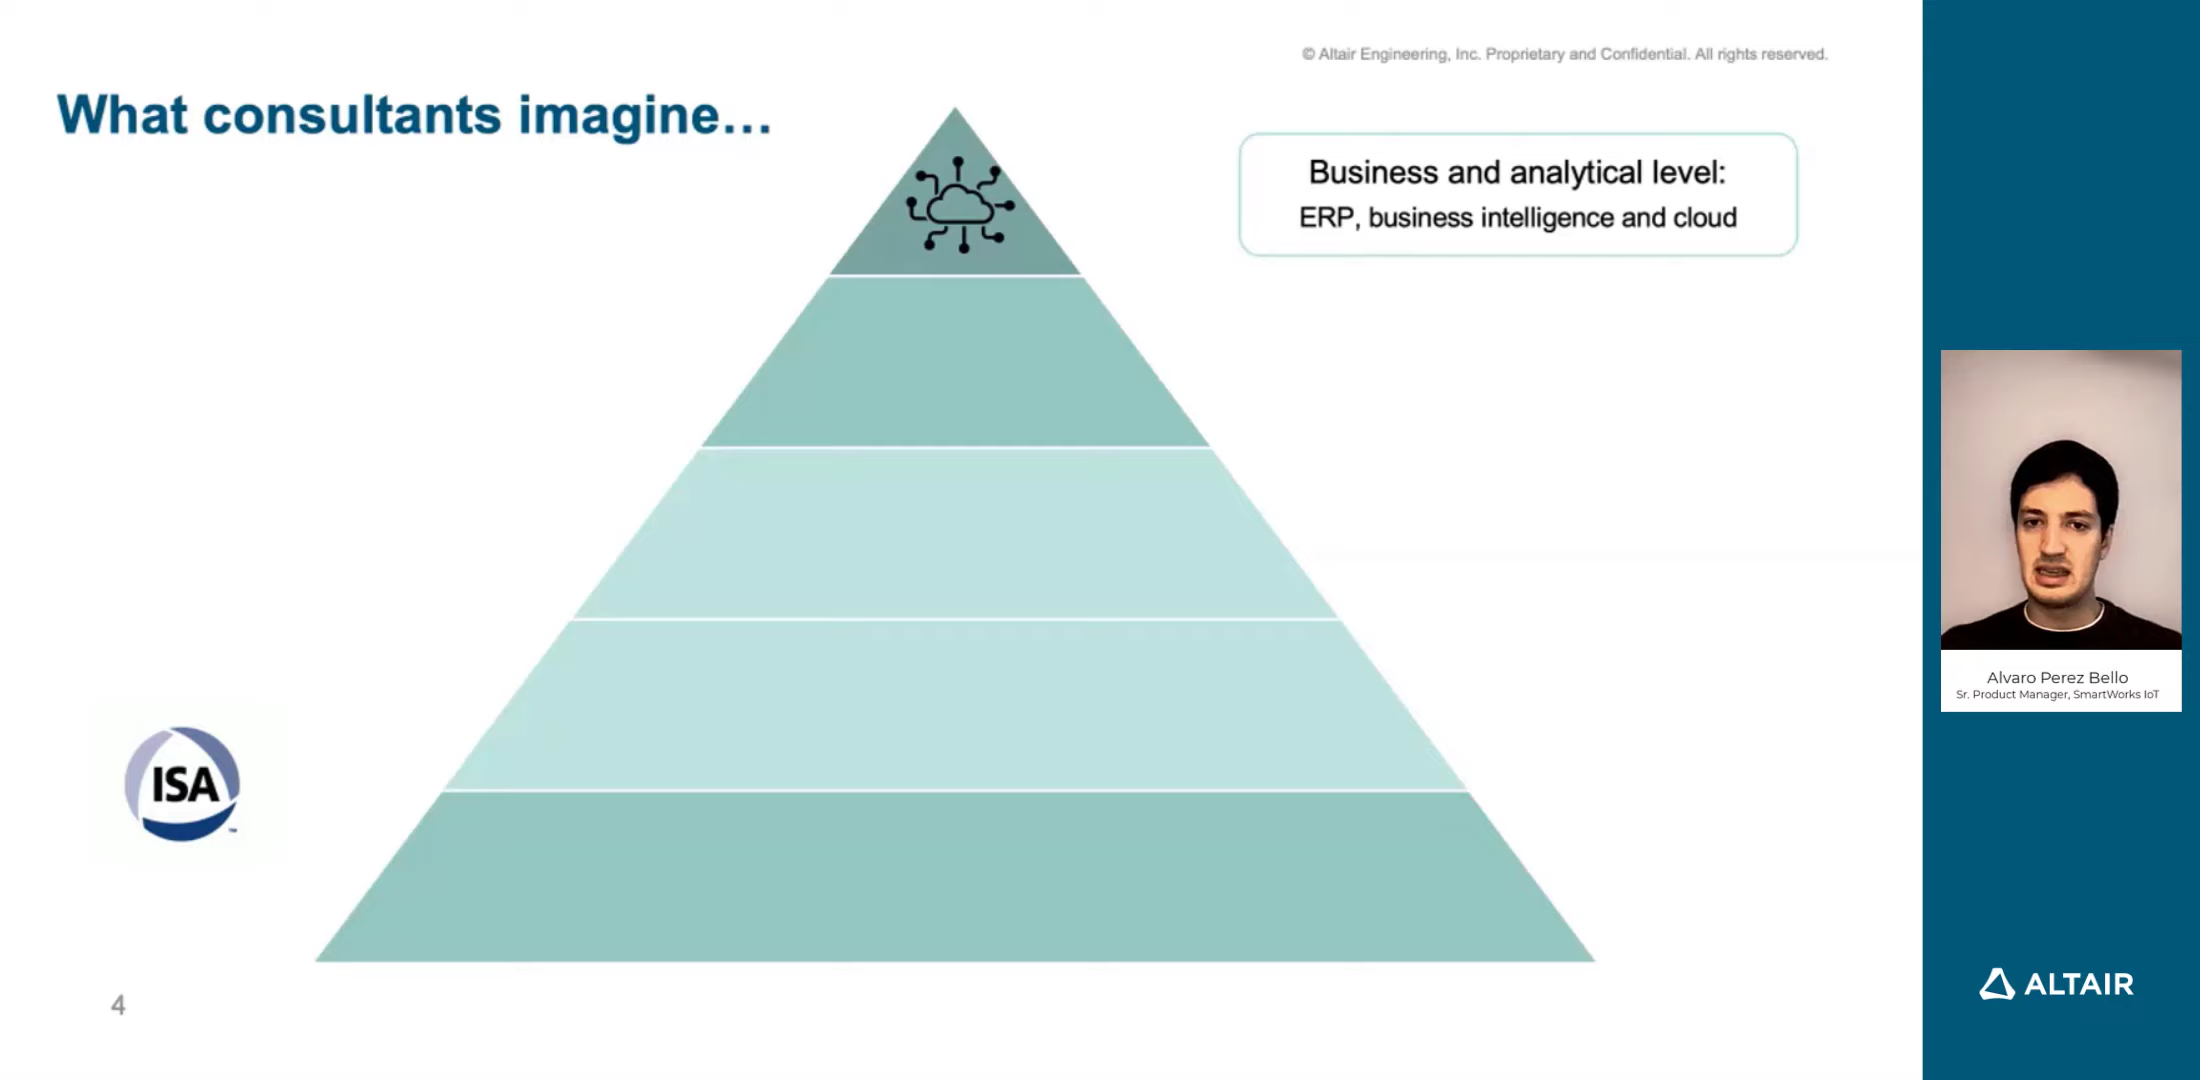 © Altair Engineering, Inc. Proprietary and Confidential. All rights reserved.
What consultants imagine…
Business and analytical level:
ERP, business intelligence and cloud
ISA™
4
Alvaro Perez Bello
Sr. Product Manager, SmartWorks IoT
ALTAIR